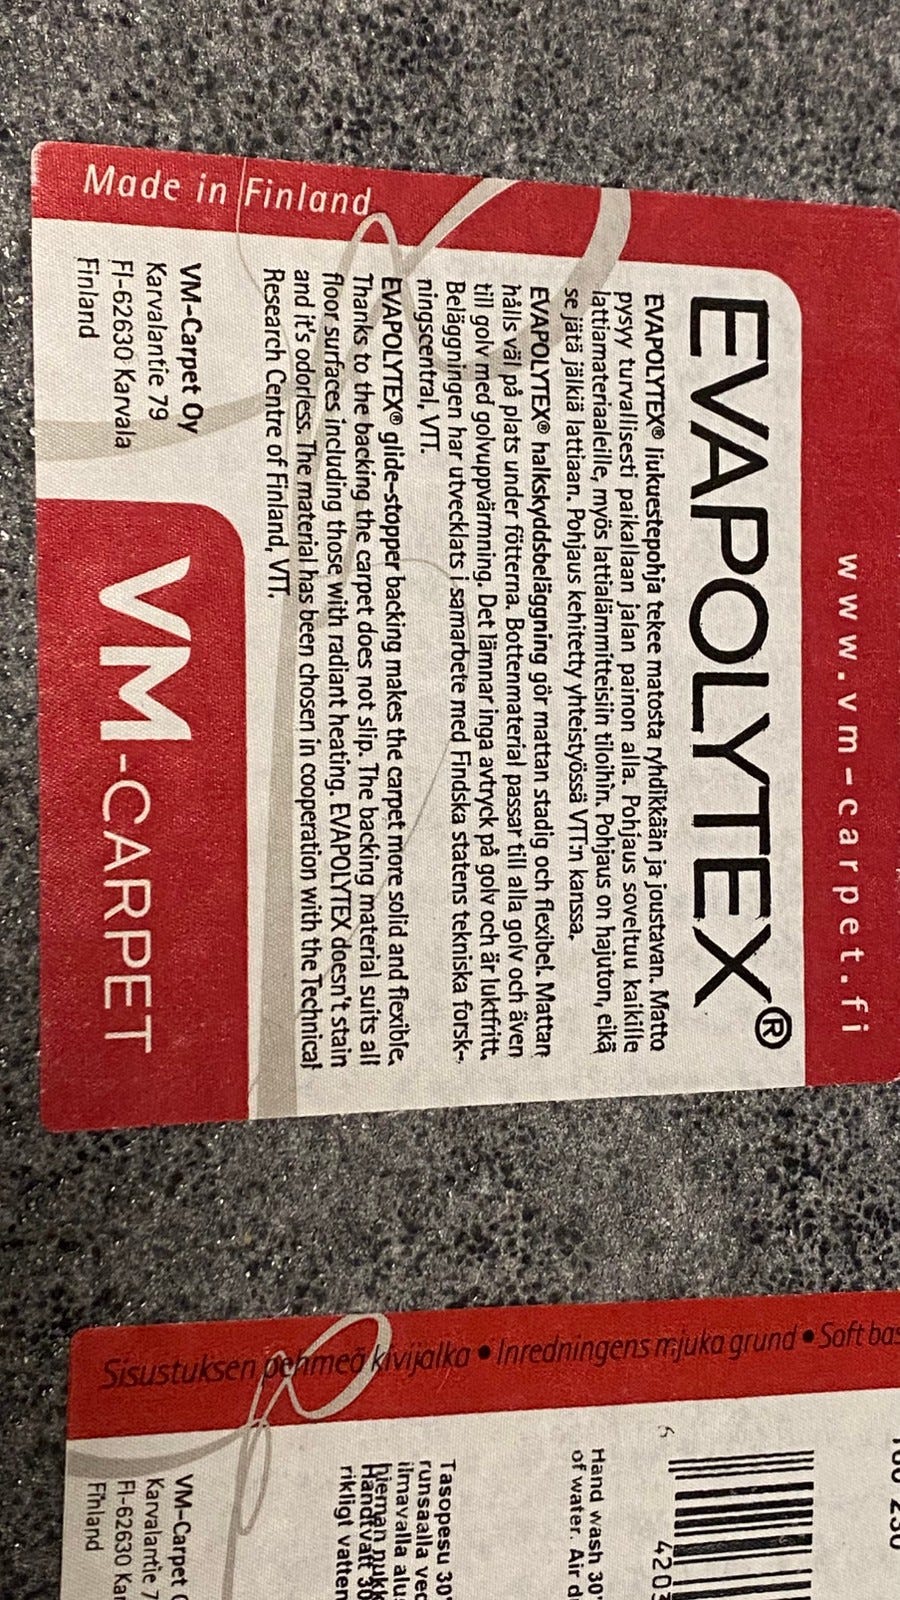 www.vm-carpet.fi
EVAPOLYTEX®
EVAPOLYTEX® liukuestepohja tekee matosta ryhdikkään ja joustavan. Matto
pysyy turvallisesti paikallaan jalan painon alla. Pohjaus soveltuu kaikille
lattiamateriaaleille, myös lattialämmitteisiin tiloihin. Pohjaus on hajuton, eikä
se jätä jälkiä lattiaan. Pohjaus kehitetty yhteistyössä VTT:n kanssa.
EVAPOLYTEX® halkskyddsbeläggning gör mattan stadig och flexibel. Mattan
hålls väl på plats under fötterna. Bottenmaterial passar till alla golv och även
till golv med golvuppvärmning. Det lämnar inga avtryck på golv och är luktfritt.
Beläggningen har utvecklats i samarbete med Findska statens tekniska forsk-
ningscentral, VTT.
EVAPOLYTEX® glide-stopper backing makes the carpet more solid and flexible.
Thanks to the backing the carpet does not slip. The backing material suits all
floor surfaces including those with radiant heating. EVAPOLYTEX doesn't stain
and it's odorless. The material has been chosen in cooperation with the Technical
Research Centre of Finland, VTT.
VM-Carpet Oy
Karvalantie 79
FI-62630 Karvala
Finland
VM-CARPET
Made in Finland
Sisustuksen pehmeä kivijalka • Inredningens mjuka grund • Soft bas
4203
Hand wash 30°
of water. Air d
Tasopesu 30°
runsaalla ved
ilmavalla alus
hieman pukk
Handtvätt 30
rikligt vatten
VM-Carpet O
Karvalantie 7
FI-62630 Kar
Finland